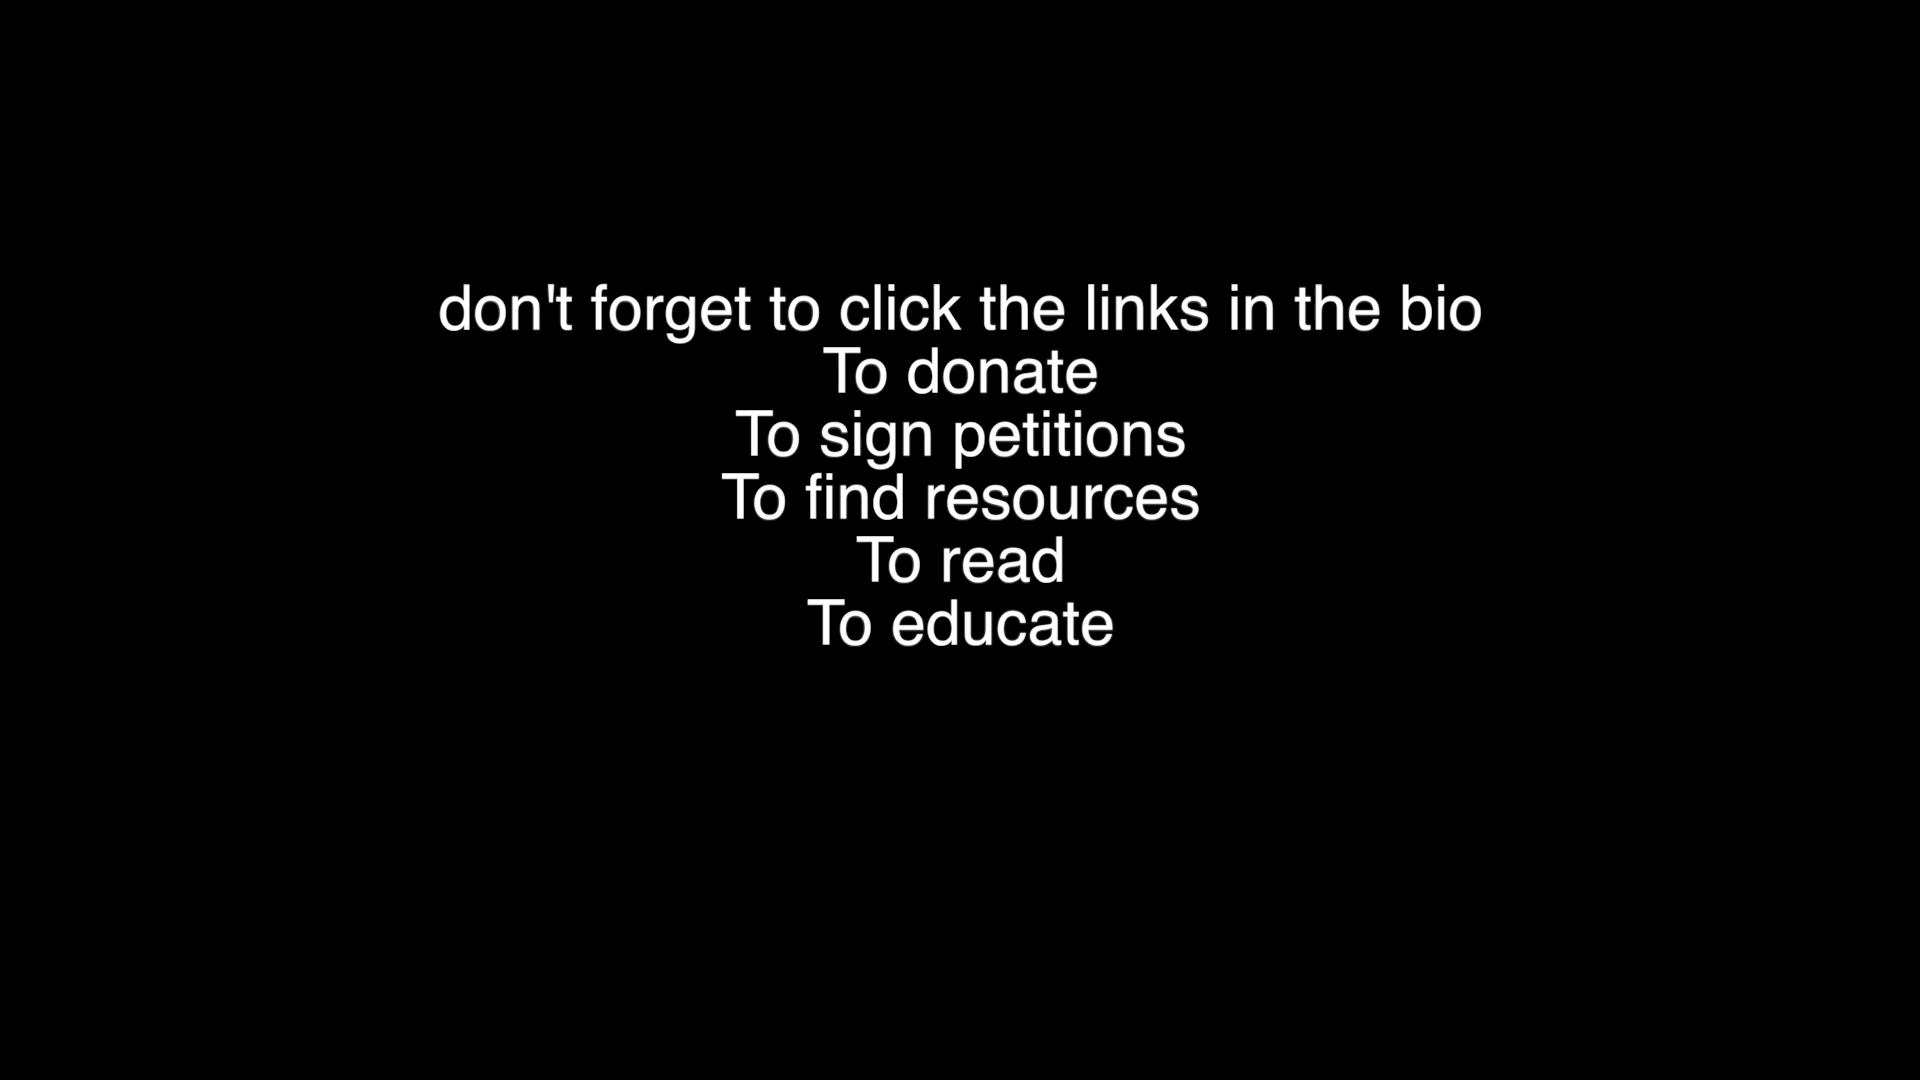 don't forget to click the links in the bio
To donate
To sign petitions
To find resources
To read
To educate